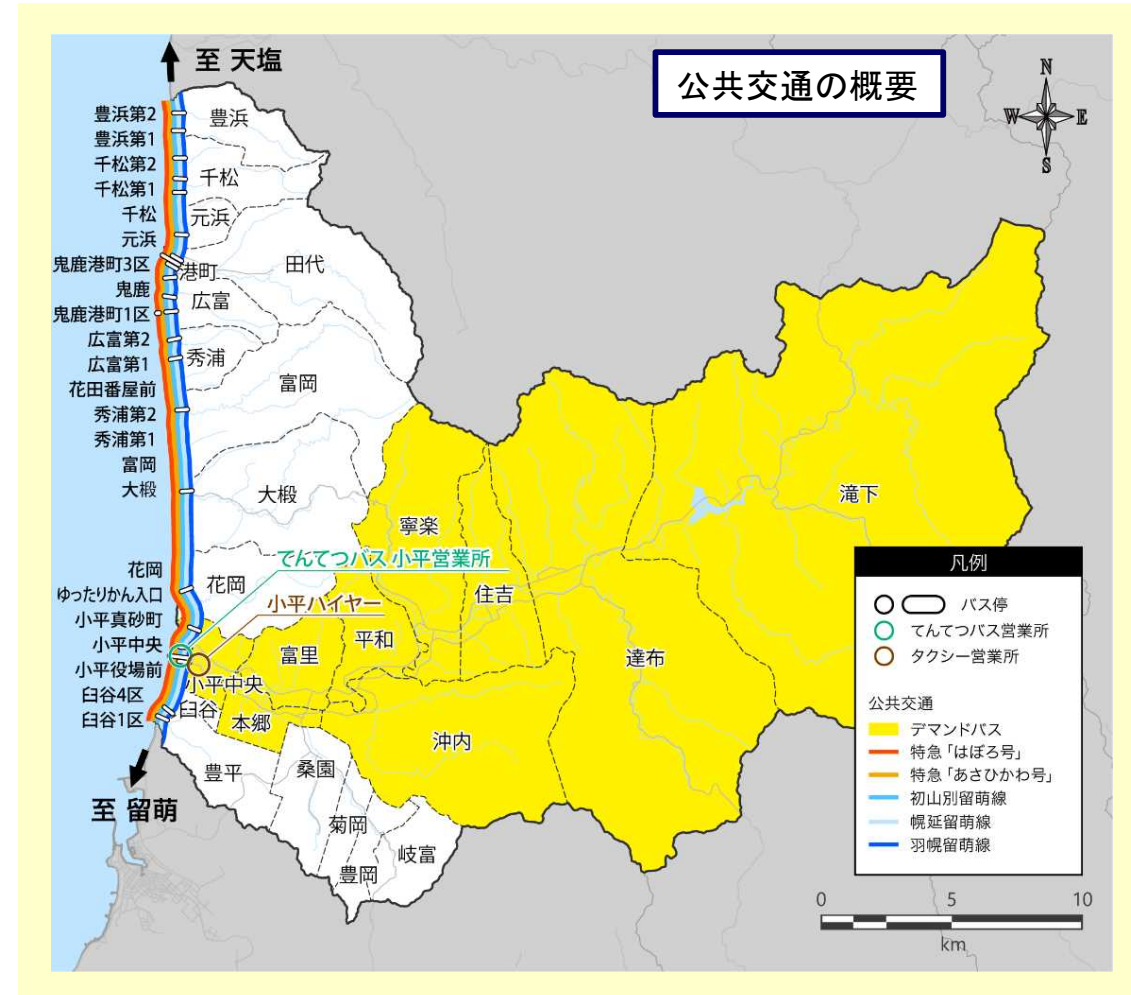 公共交通の概要
至 天塩
N
W
E
S
豊浜第2
豊浜第1
千松第2
千松第1
千松
元浜
鬼鹿港町3区
鬼鹿
鬼鹿港町1区
広富第2
広富第1
花田番屋前
秀浦第2
秀浦第1
富岡
大椴
花岡
ゆったりかん入口
小平真砂町
小平中央
小平役場前
臼谷4区
臼谷1区
至 留萌
豊浜
千松
元浜
港町
田代
広富
秀浦
富岡
大椴
花岡
寧楽
滝下
てんてつバス 小平営業所
住吉
小平ハイヤー
平和
富里
達布
小平中央
臼谷
本郷
沖内
豊平
桑園
菊岡
岐富
豊岡
凡例
バス停
てんてつバス営業所
タクシー営業所
公共交通
デマンドバス
特急「はぼろ号」
特急「あさひかわ号」
初山別留萌線
幌延留萌線
羽幌留萌線
0 5 10
km